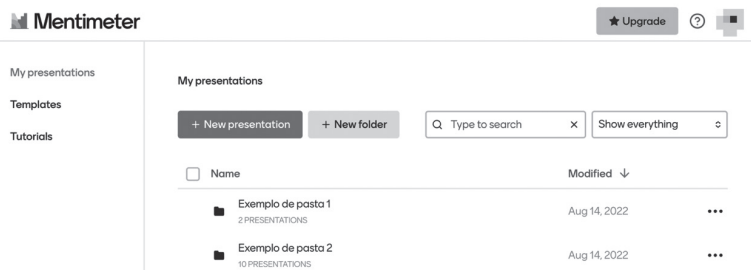 Mentimeter
★ Upgrade
?
My presentations
Templates
Tutorials
My presentations
+ New presentation
+ New folder
Type to search
×
Show everything
Name
Modified ↓
Exemplo de pasta 1
2 PRESENTATIONS
Aug 14, 2022
•••
Exemplo de pasta 2
10 PRESENTATIONS
Aug 14, 2022
•••